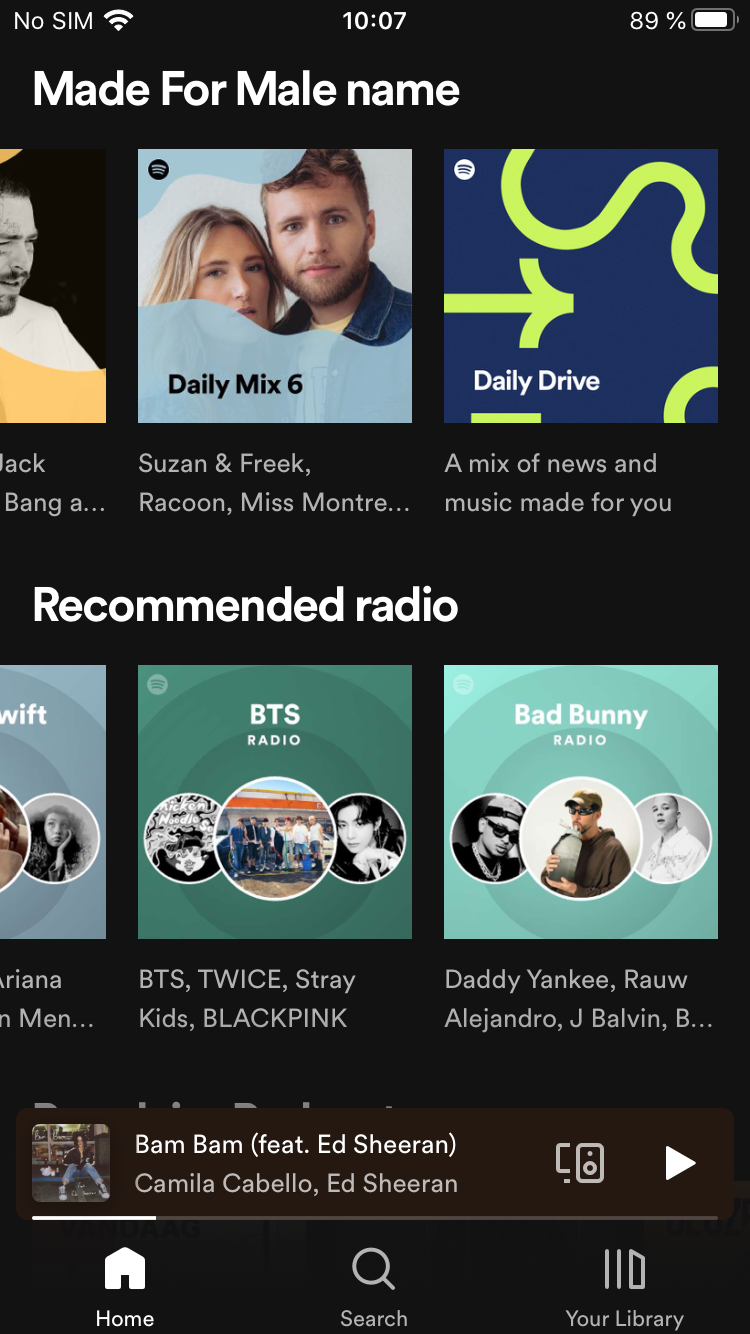 No SIM 10:07 89 %
Made For Male name
Daily Mix 6
Daily Drive
Jack
Bang a...
Suzan & Freek,
Racoon, Miss Montre...
A mix of news and
music made for you
Recommended radio
wift
BTS
RADIO
Bad Bunny
RADIO
Ariana
n Men...
BTS, TWICE, Stray
Kids, BLACKPINK
Daddy Yankee, Rauw
Alejandro, J Balvin, B...
Bam Bam (feat. Ed Sheeran)
Camila Cabello, Ed Sheeran
VANDAAG
Home
Search
Your Library